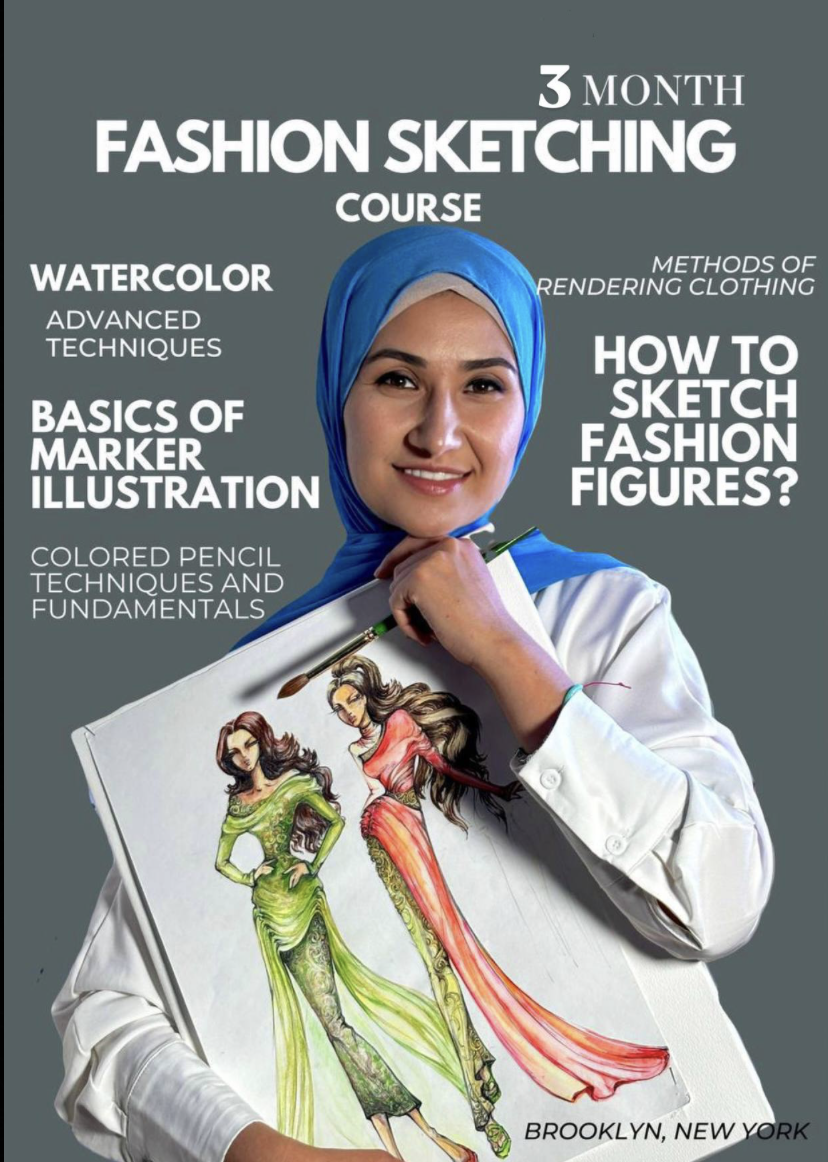 3 MONTH
FASHION SKETCHING
COURSE
WATERCOLOR
ADVANCED
TECHNIQUES
BASICS OF
MARKER
ILLUSTRATION
COLORED PENCIL
TECHNIQUES AND
FUNDAMENTALS
METHODS OF
RENDERING CLOTHING
HOW TO
SKETCH
FASHION
FIGURES?
BROOKLYN, NEW YORK